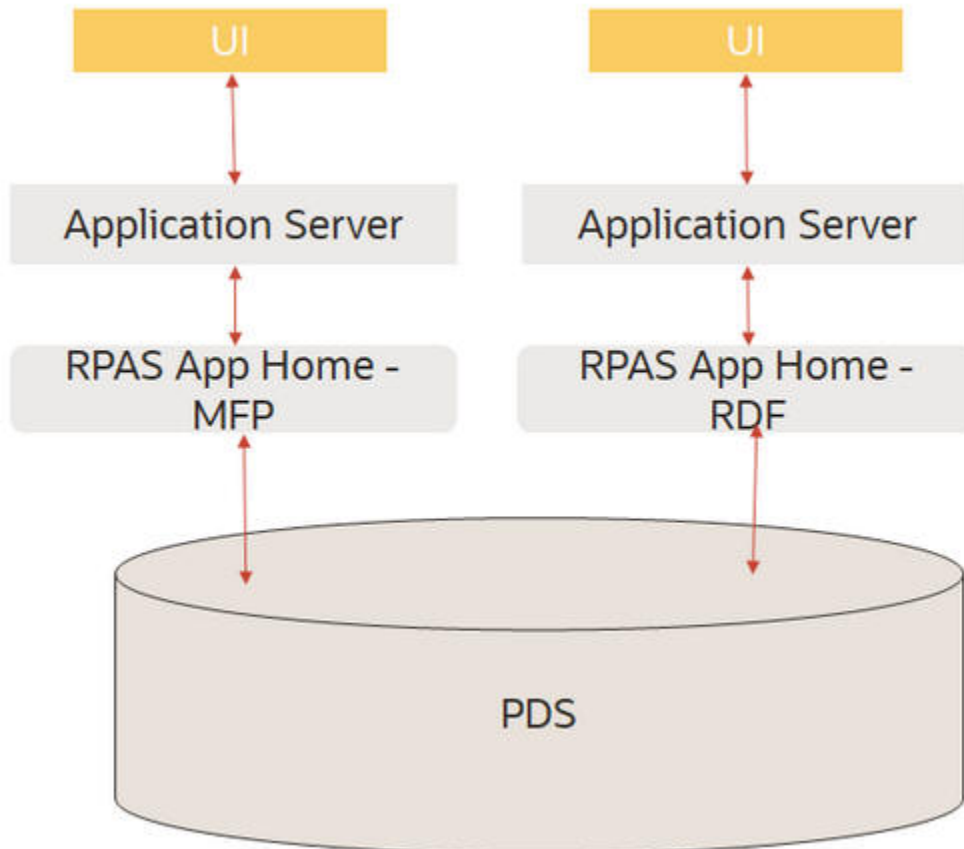 UI
UI
Application Server
Application Server
RPAS App Home -
MFP
RPAS App Home -
RDF
PDS